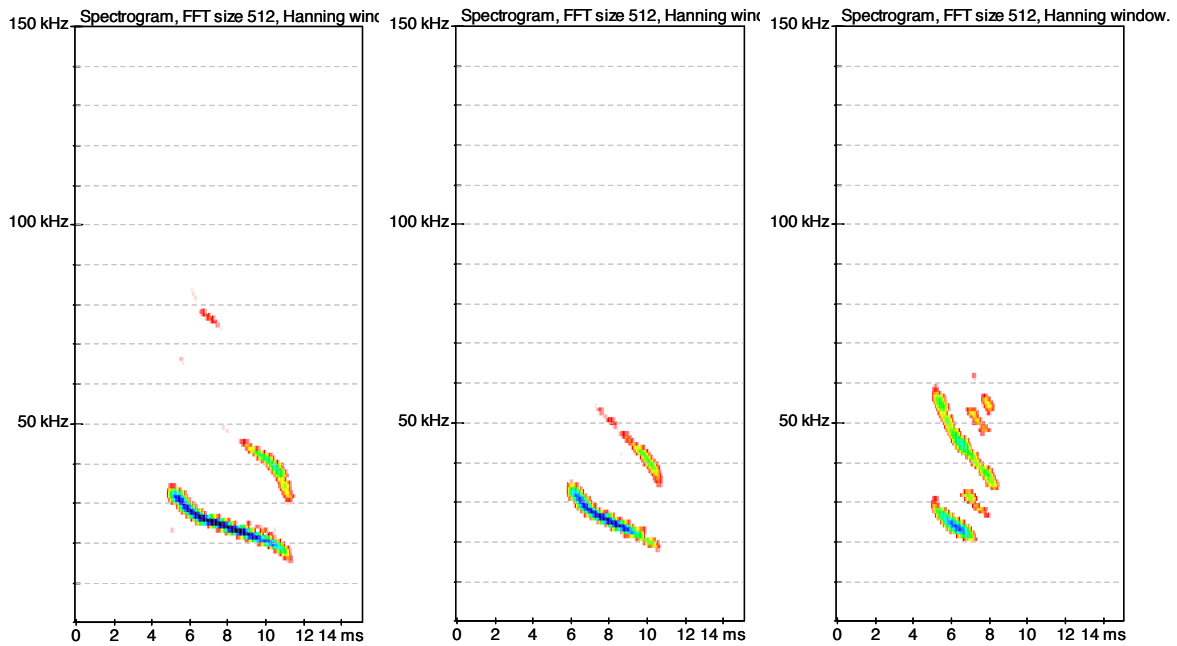 Spectrogram, FFT size 512, Hanning wind
150 kHz
100 kHz
50 kHz
0 2 4 6 8 10 12 14 ms
Spectrogram, FFT size 512, Hanning wind
150 kHz
100 kHz
50 kHz
0 2 4 6 8 10 12 14 ms
Spectrogram, FFT size 512, Hanning window.
150 kHz
100 kHz
50 kHz
0 2 4 6 8 10 12 14 ms